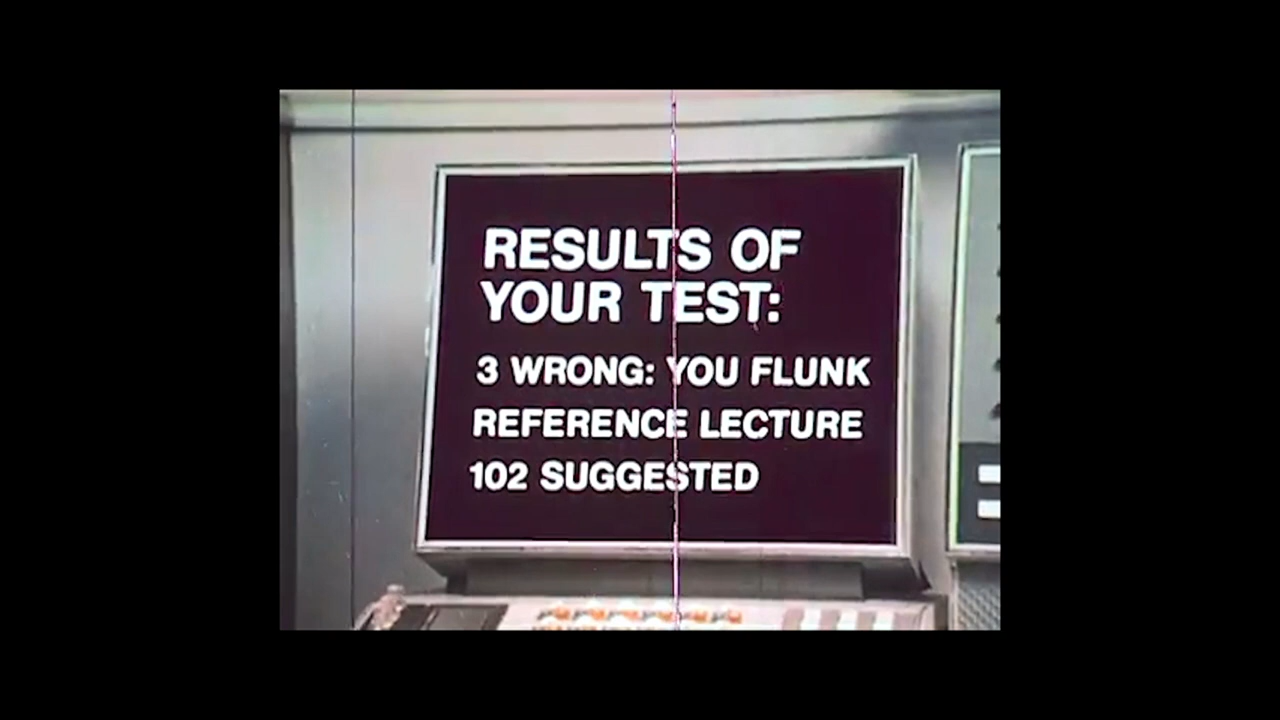 RESULTS OF
YOUR TEST:
3 WRONG: YOU FLUNK
REFERENCE LECTURE
102 SUGGESTED